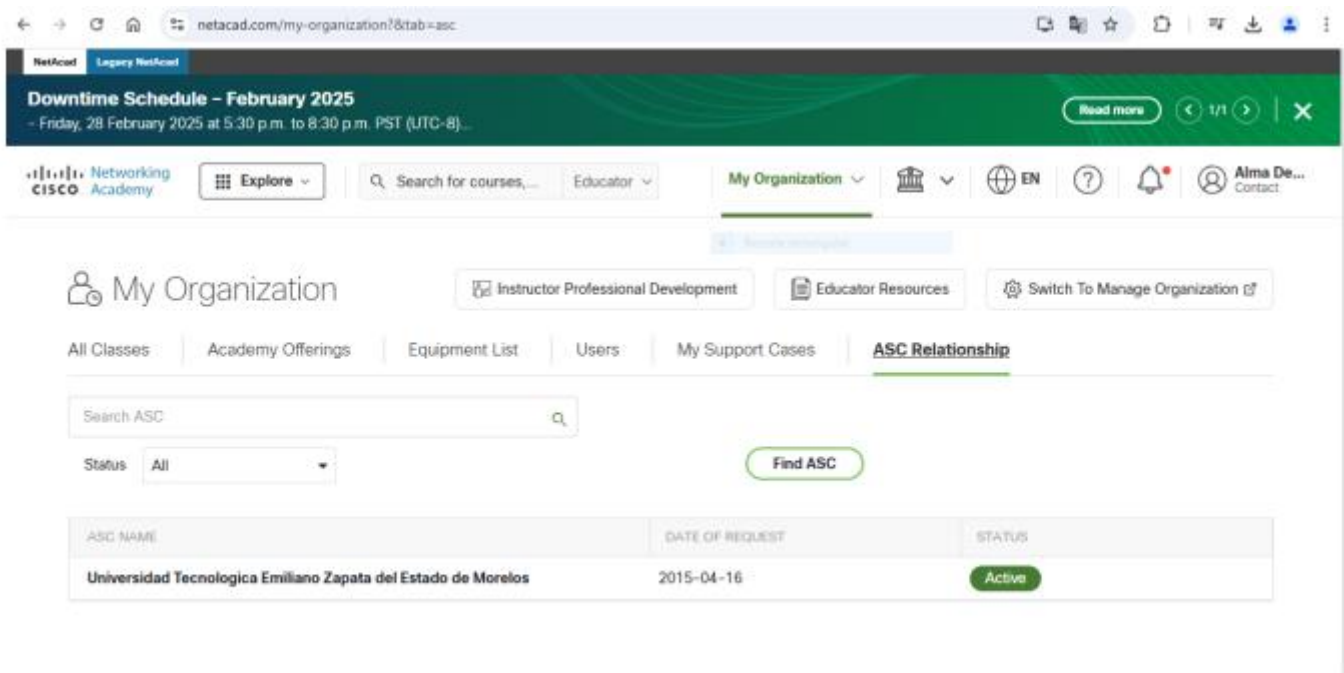 netacad.com/my-organization?&tab=asc
NetAcad Legacy NetAcad
Downtime Schedule – February 2025
- Friday, 28 February 2025 at 5:30 p.m. to 8:30 p.m. PST (UTC-8)...
Read more 1/1
CISCO Networking Academy
Explore
Search for courses,...
Educator
My Organization
EN
Alma De...
Contact
My Organization
Instructor Professional Development
Educator Resources
Switch To Manage Organization
All Classes Academy Offerings Equipment List Users My Support Cases ASC Relationship
Search ASC
Status All Find ASC
ASC NAME DATE OF REQUEST STATUS
Universidad Tecnologica Emiliano Zapata del Estado de Morelos 2015-04-16 Active